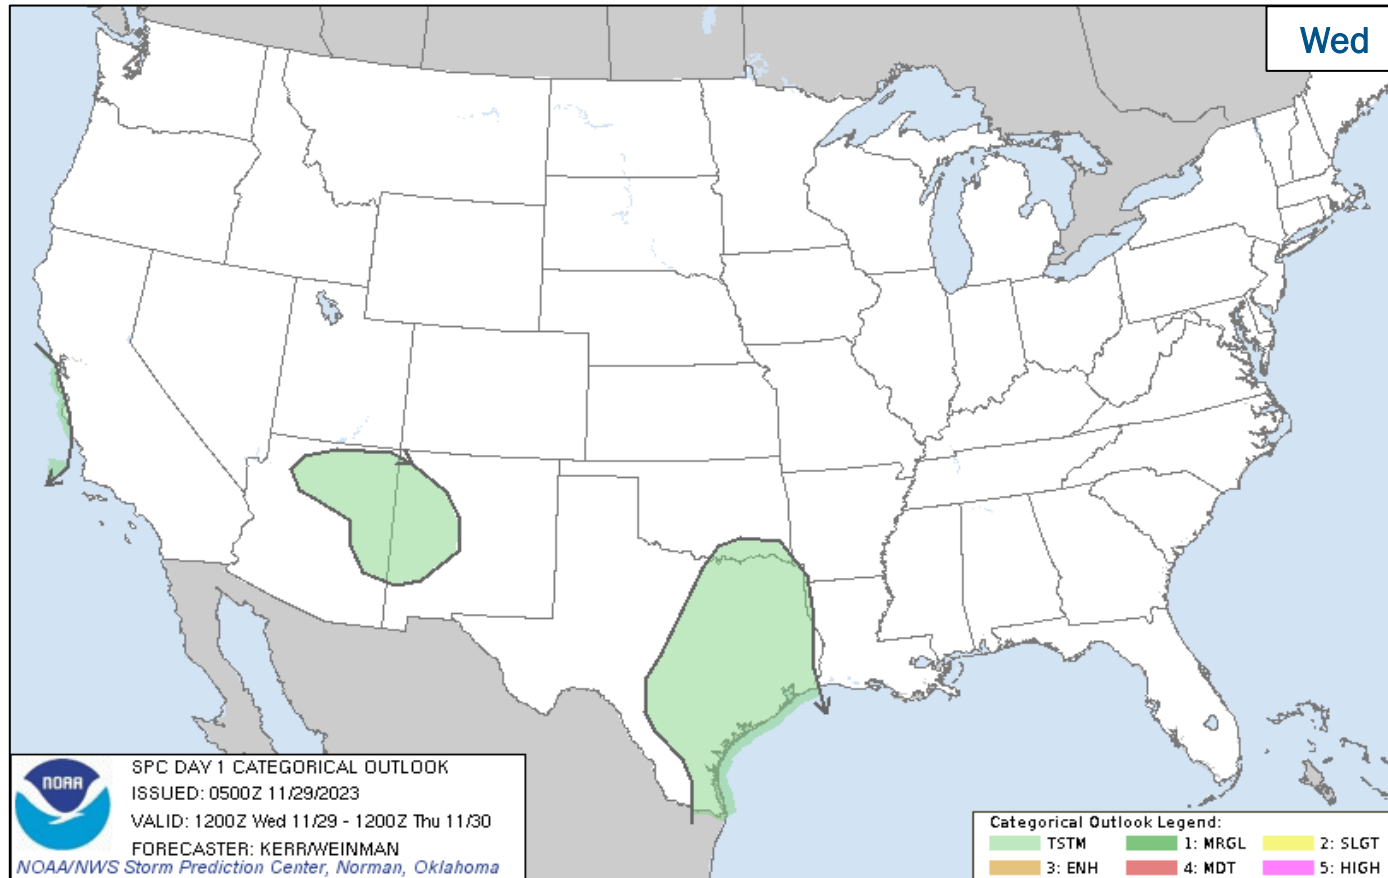 Wed
SPC DAY 1 CATEGORICAL OUTLOOK
ISSUED: 0500Z 11/29/2023
VALID: 1200Z Wed 11/29 - 1200Z Thu 11/30
FORECASTER: KERR/WEINMAN
NOAA
NOAA/NWS Storm Prediction Center, Norman, Oklahoma
Categorical Outlook Legend:
TSTM 1: MRGL 2: SLGT
3: ENH 4: MDT 5: HIGH